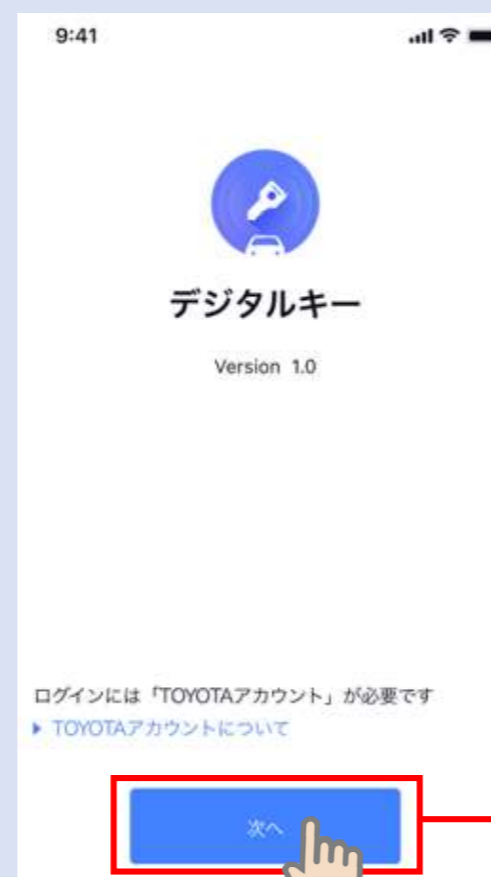 9:41
デジタルキー
Version 1.0
ログインには「TOYOTAアカウント」が必要です
▶ TOYOTAアカウントについて
次へ